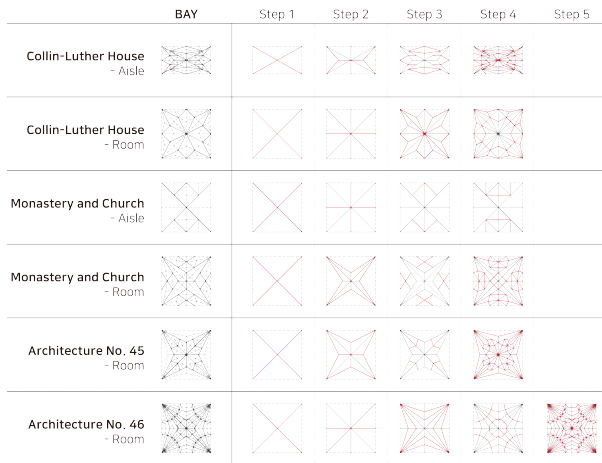 BAY Step 1 Step 2 Step 3 Step 4 Step 5
Collin-Luther House
- Aisle
Collin-Luther House
- Room
Monastery and Church
- Aisle
Monastery and Church
- Room
Architecture No. 45
- Room
Architecture No. 46
- Room